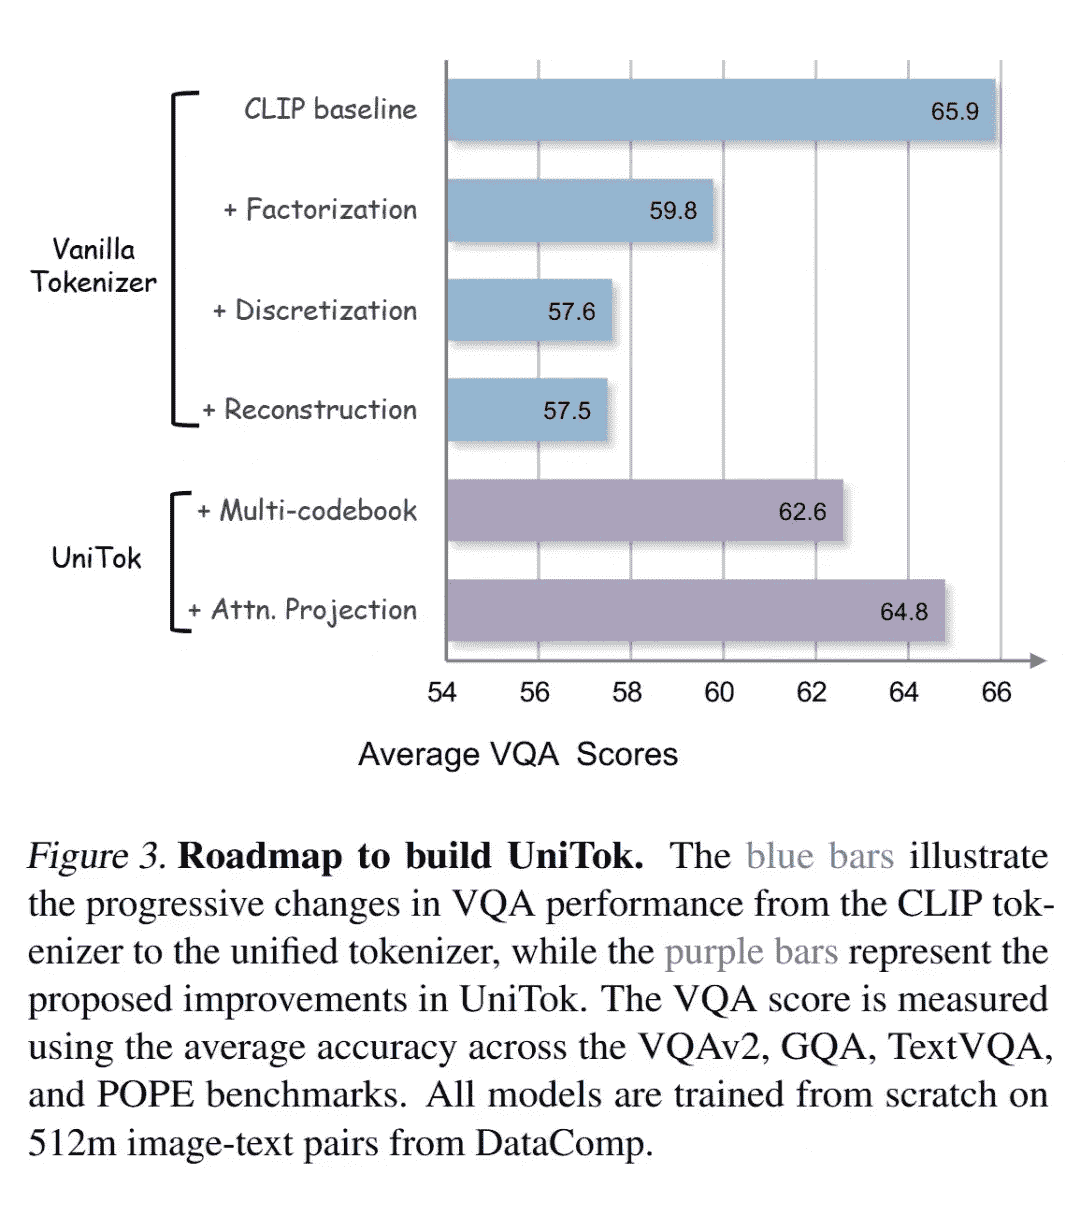 CLIP baseline
65.9
+ Factorization
59.8
Vanilla
Tokenizer
+ Discretization
57.6
+ Reconstruction
57.5
+ Multi-codebook
62.6
UniTok
+ Attn. Projection
64.8
54 56 58 60 62 64 66
Average VQA Scores
Figure 3. Roadmap to build UniTok. The blue bars illustrate
the progressive changes in VQA performance from the CLIP tok-
enizer to the unified tokenizer, while the purple bars represent the
proposed improvements in UniTok. The VQA score is measured
using the average accuracy across the VQAv2, GQA, TextVQA,
and POPE benchmarks. All models are trained from scratch on
512m image-text pairs from DataComp.